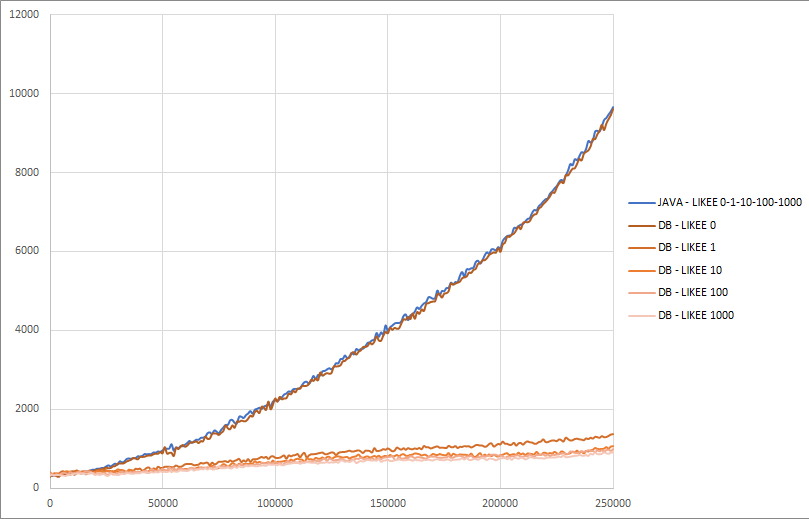 12000
10000
8000
6000
4000
2000
0
0 50000 100000 150000 200000 250000
JAVA - LIKEE 0-1-10-100-1000
DB - LIKEE 0
DB - LIKEE 1
DB - LIKEE 10
DB - LIKEE 100
DB - LIKEE 1000